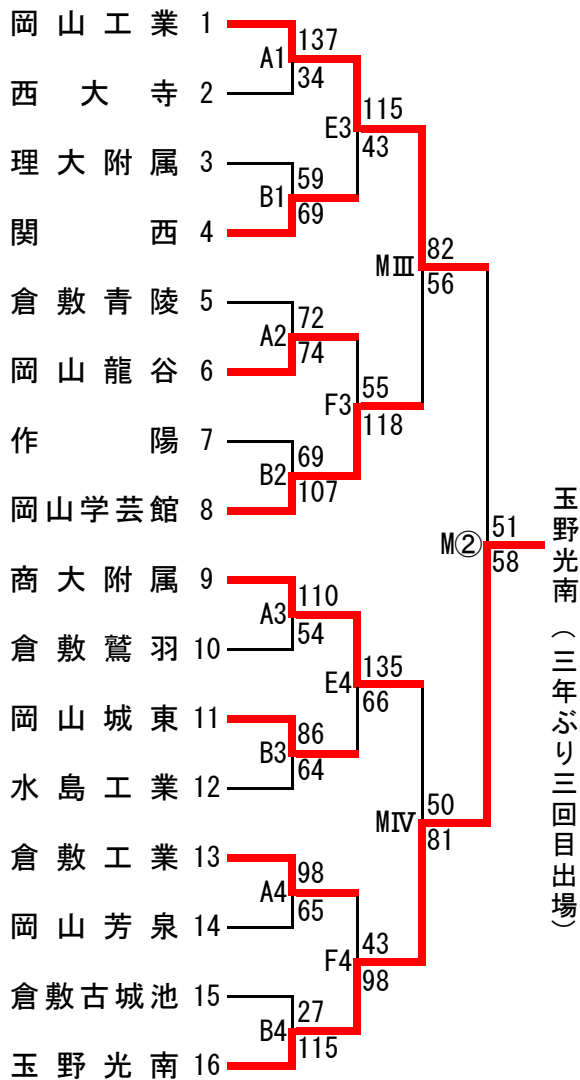 岡山工業 1
西大寺 2
理大附属 3
関西 4
倉敷青陵 5
岡山龍谷 6
作陽 7
岡山学芸館 8
商大附属 9
倉敷鷲羽 10
岡山城東 11
水島工業 12
倉敷工業 13
岡山芳泉 14
倉敷古城池 15
玉野光南 16
A1
137
34
B1
59
69
A2
72
74
B2
69
107
A3
110
54
B3
86
64
A4
98
65
B4
27
115
E3
115
43
F3
55
118
E4
135
66
F4
43
98
MⅢ
82
56
MⅣ
50
81
M②
51
58
玉野光南（三年ぶり三回目出場）